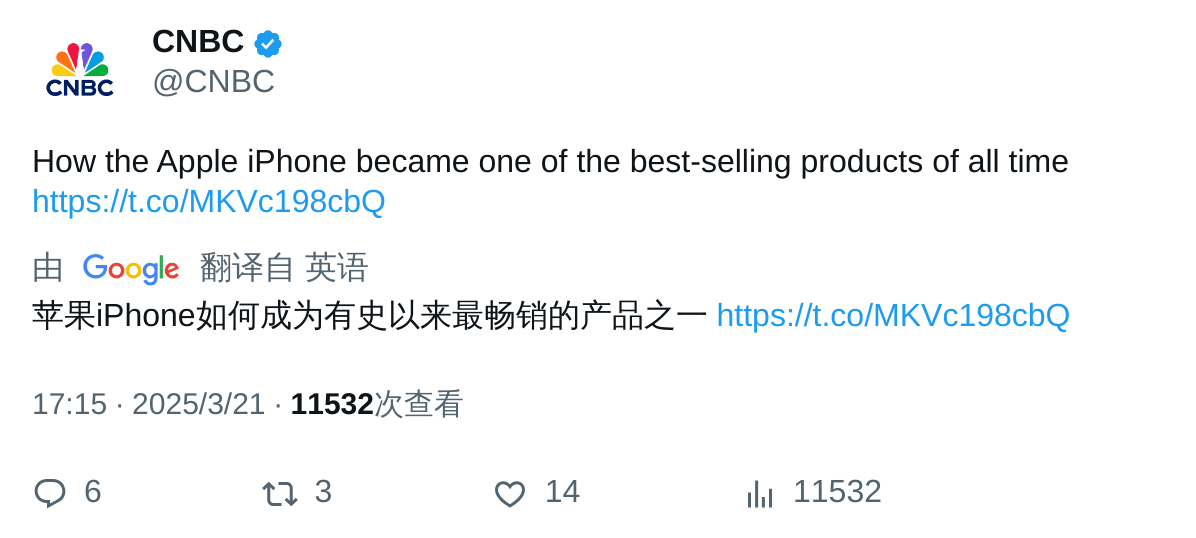 CNBC
@CNBC
CNBC
How the Apple iPhone became one of the best-selling products of all time
https://t.co/MKVc198cbQ
由 Google 翻译自 英语
苹果iPhone如何成为有史以来最畅销的产品之一 https://t.co/MKVc198cbQ
17:15 · 2025/3/21 · 11532次查看
6 3 14 11532